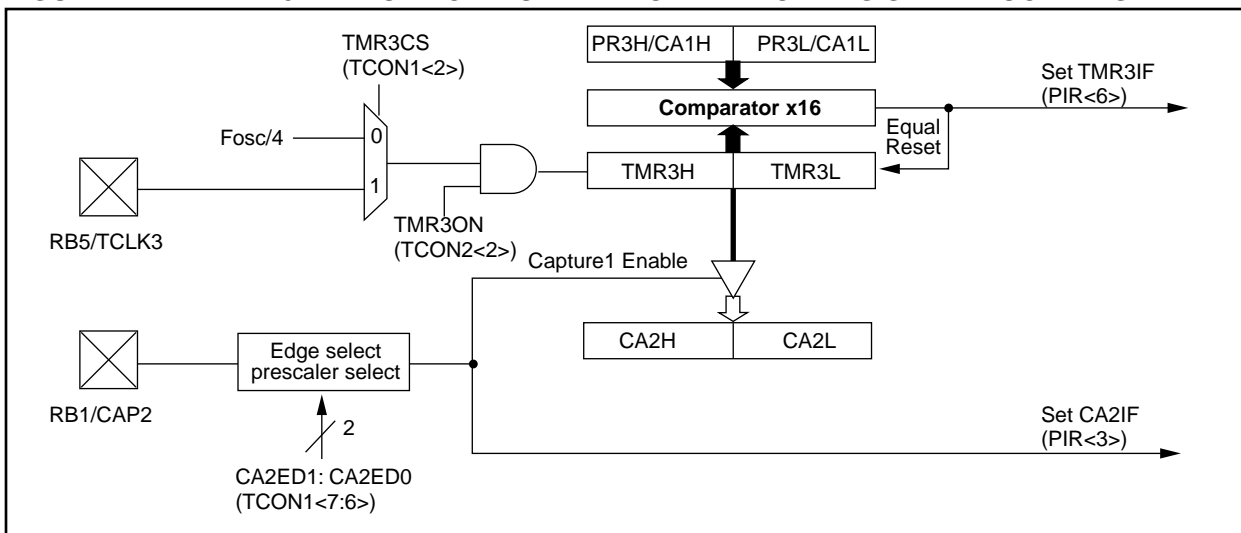 TMR3CS
(TCON1<2>)
PR3H/CA1H
PR3L/CA1L
Set TMR3IF
(PIR<6>)
Comparator x16
Fosc/4
0
Equal
Reset
1
TMR3H
TMR3L
RB5/TCLK3
TMR3ON
(TCON2<2>)
Capture1 Enable
CA2H
CA2L
Edge select
prescaler select
RB1/CAP2
2
Set CA2IF
(PIR<3>)
CA2ED1: CA2ED0
(TCON1<7:6>)